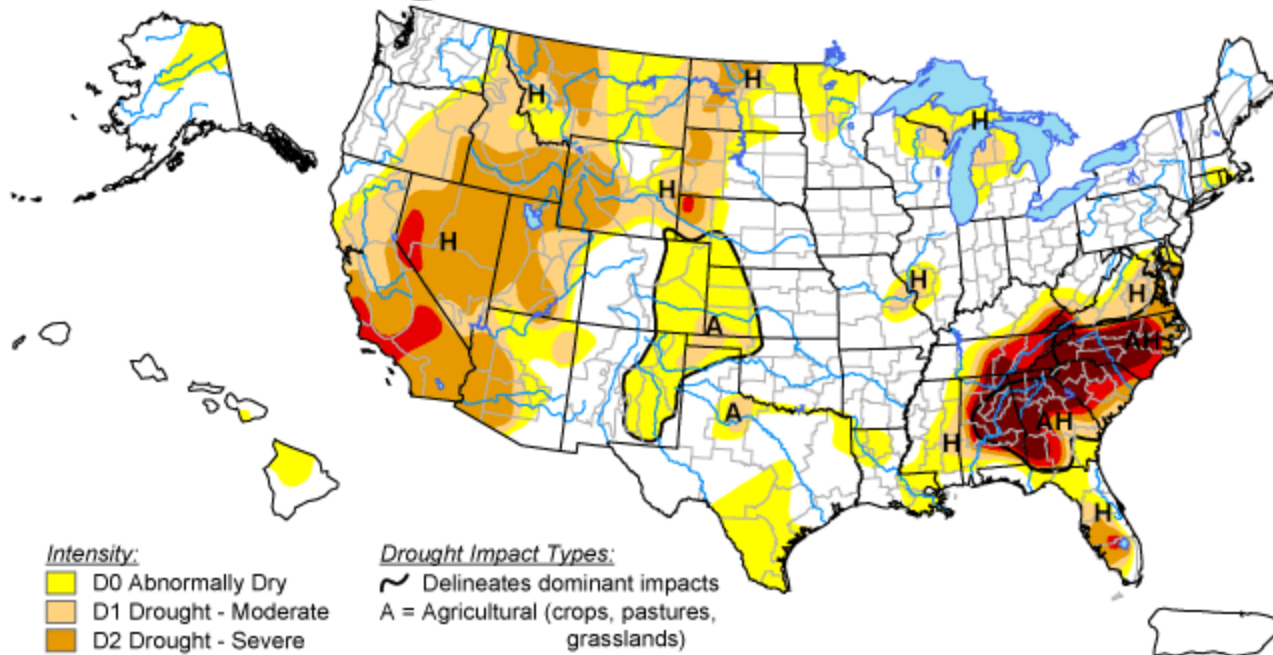 H
H
H
H
H
A
H
H
AH
A
AH
H
H
Intensity:
D0 Abnormally Dry
D1 Drought - Moderate
D2 Drought - Severe
Drought Impact Types:
Delineates dominant impacts
A = Agricultural (crops, pastures,
grasslands)